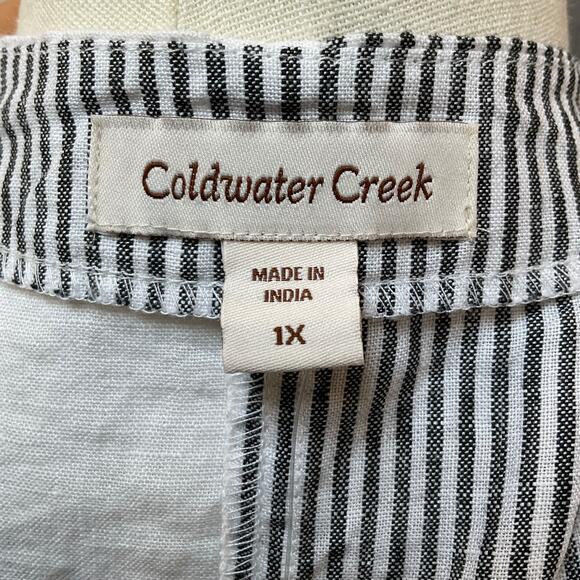 Coldwater Creek
MADE IN
INDIA
1X